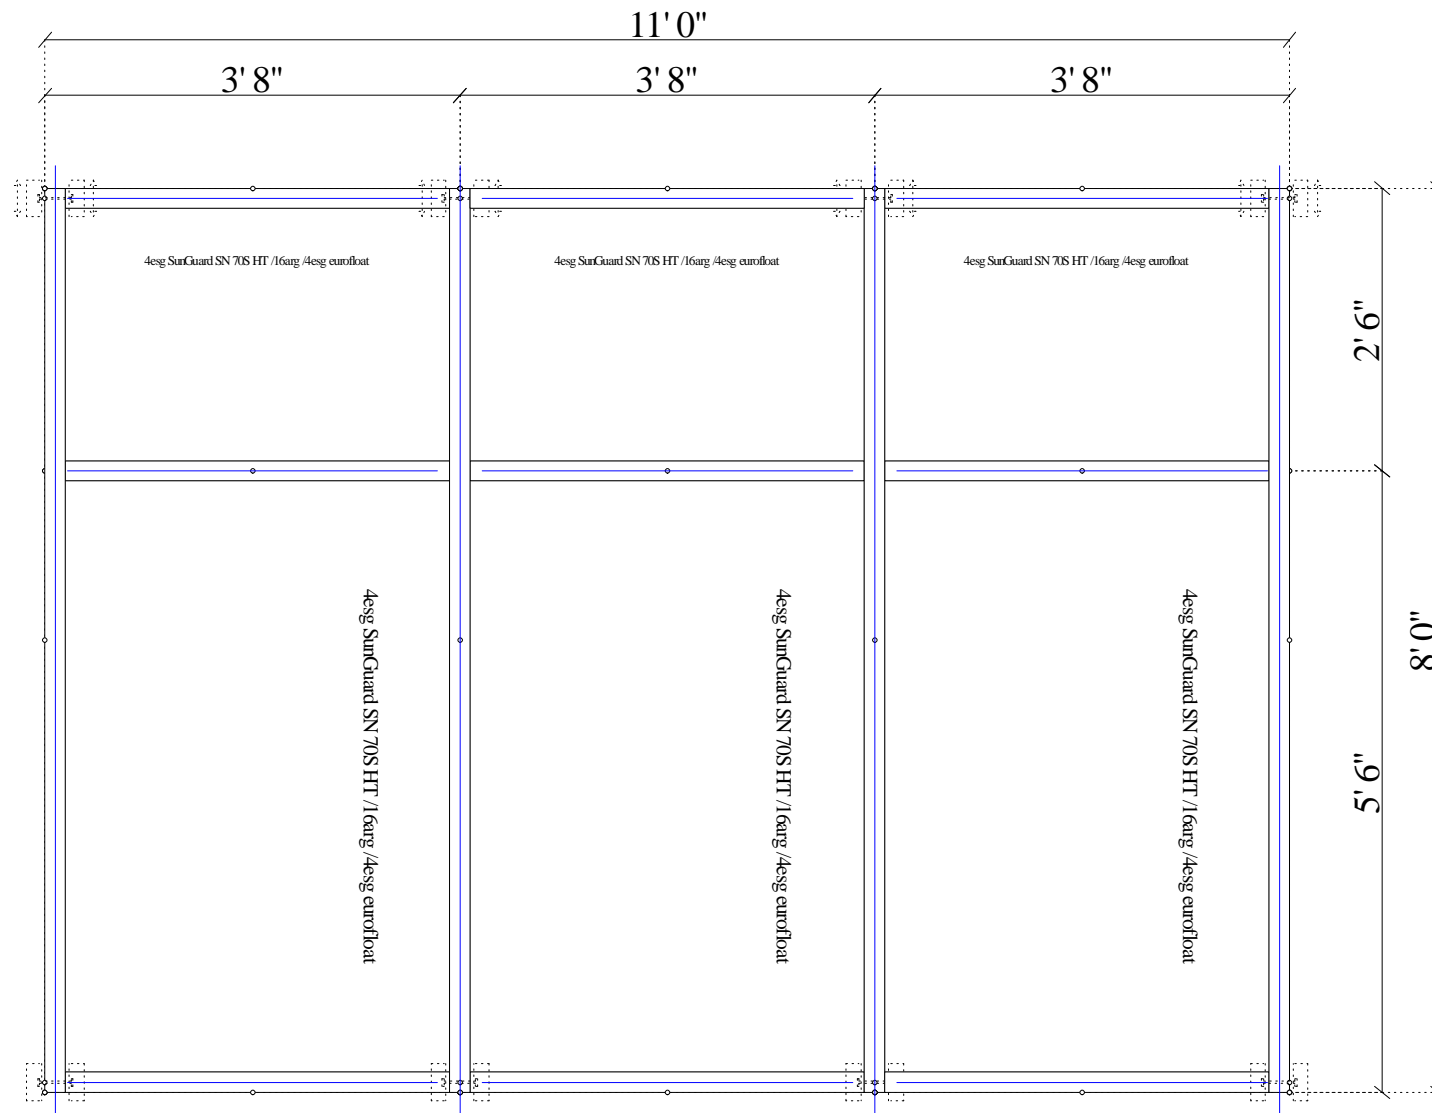 11' 0"
3' 8"
3' 8"
3' 8"
4esg SunGuard SN 70S HT /16arg /4esg eurofloat
4esg SunGuard SN 70S HT /16arg /4esg eurofloat
4esg SunGuard SN 70S HT /16arg /4esg eurofloat
2' 6"
4esg SunGuard SN 70S HT /16arg /4esg eurofloat
4esg SunGuard SN 70S HT /16arg /4esg eurofloat
4esg SunGuard SN 70S HT /16arg /4esg eurofloat
5' 6"
8' 0"